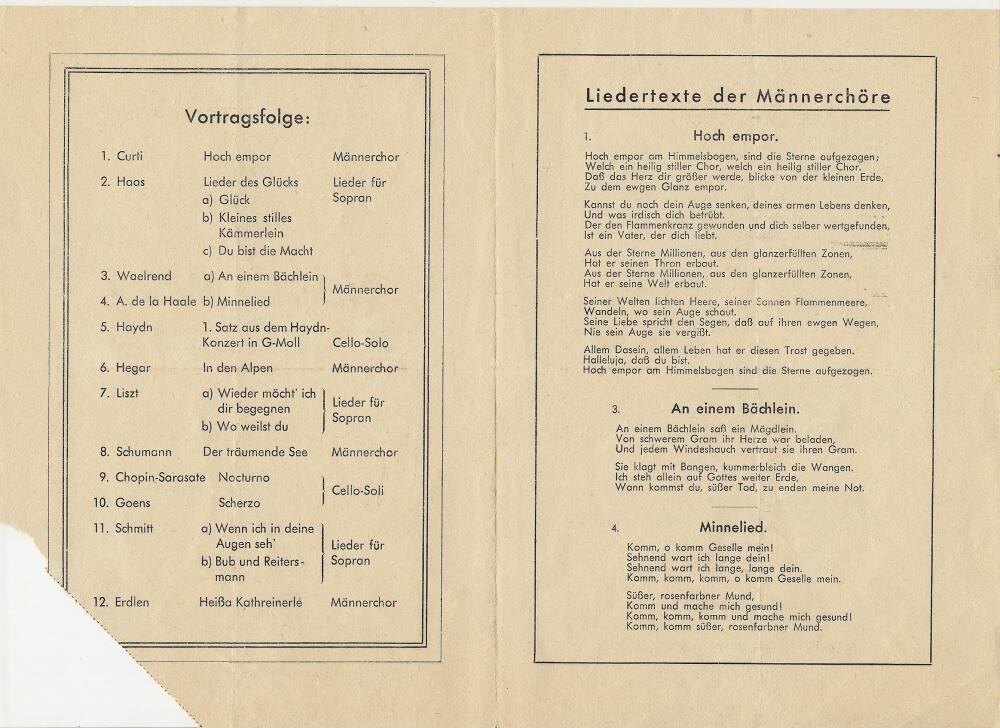 Vortragsfolge:
1. Curti Hoch empor Männerchor
2. Haas Lieder des Glücks Lieder für
a) Glück Sopran
b) Kleines stilles
Kämmerlein
c) Du bist die Macht
3. Waelrend a) An einem Bächlein
Männerchor
4. A. de la Haale b) Minnelied
5. Haydn 1. Satz aus dem Haydn-
Konzert in G-Moll Cello-Solo
6. Hegar In den Alpen Männerchor
7. Liszt a) Wieder möcht' ich
dir begegnen Lieder für
b) Wo weilst du Sopran
8. Schumann Der träumende See Männerchor
9. Chopin-Sarasate Nocturno
Cello-Soli
10. Goens Scherzo
11. Schmitt a) Wenn ich in deine
Augen seh' Lieder für
b) Bub und Reiters- Sopran
mann
12. Erdlen Heißa Kathreinerle Männerchor
Liedertexte der Männerchöre
1. Hoch empor.
Hoch empor am Himmelsbogen, sind die Sterne aufgezogen;
Welch ein heilig stiller Chor, welch ein heilig stiller Chor.
Daß das Herz dir größer werde, blicke von der kleinen Erde,
Zu dem ewgen Glanz empor.
Kannst du noch dein Auge senken, deines armen Lebens denken,
Und was irdisch dich betrübt.
Der den Flammenkranz gewunden und dich selber wertgefunden,
Ist ein Vater, der dich liebt.
Aus der Sterne Millionen, aus den glanzerfüllten Zonen,
Hat er seinen Thron erbaut.
Aus der Sterne Millionen, aus den glanzerfüllten Zonen,
Hat er seine Welt erbaut.
Seiner Welten lichten Heere, seiner Sonnen Flammenmeere,
Wandeln, wo sein Auge schaut.
Seine Liebe spricht den Segen, daß auf ihren ewgen Wegen,
Nie sein Auge sie vergißt.
Allem Dasein, allem Leben hat er diesen Trost gegeben.
Halleluja, daß du bist.
Hoch empor am Himmelsbogen sind die Sterne aufgezogen.
3. An einem Bächlein.
An einem Bächlein saß ein Mägdlein.
Von schwerem Gram ihr Herze war beladen,
Und jedem Windeshauch vertraut sie ihren Gram.
Sie klagt mit Bangen, kummerbleich die Wangen.
Ich steh allein auf Gottes weiter Erde,
Wann kommst du, süßer Tod, zu enden meine Not.
4. Minnelied.
Komm, o komm Geselle mein!
Sehnend wart ich lange dein!
Sehnend wart ich lange, lange dein.
Komm, komm, komm, o komm Geselle mein.
Süßer, rosenfarbner Mund,
Komm und mache mich gesund!
Komm, komm, komm und mache mich gesund!
Komm, komm süßer, rosenfarbner Mund.